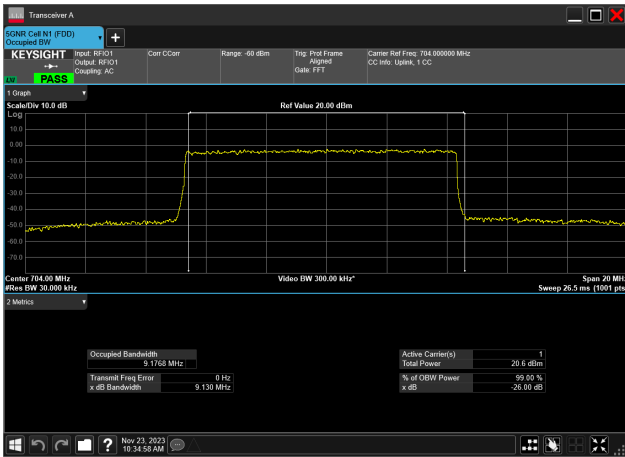 Transceiver A
5GNR Cell N1 (FDD)
Occupied BW
KEYSIGHT
LXI
PASS
Input: RFIO1
Output: RFIO1
Coupling: AC
Corr CCorr
Range: -60 dBm
Trig: Prot Frame
Aligned
Gate: FFT
Carrier Ref Freq: 704.000000 MHz
CC Info: Uplink, 1 CC
1 Graph
Scale/Div 10.0 dB
Ref Value 20.00 dBm
Log
10.0
0.00
-10.0
-20.0
-30.0
-40.0
-50.0
-60.0
-70.0
Center 704.00 MHz
Video BW 300.00 kHz*
Span 20 MHz
#Res BW 30.000 kHz
Sweep 26.5 ms (1001 pts
2 Metrics
Occupied Bandwidth
9.1768 MHz
Active Carrier(s) 1
Total Power 20.6 dBm
Transmit Freq Error 0 Hz
x dB Bandwidth 9.130 MHz
% of OBW Power 99.00 %
x dB -26.00 dB
Nov 23, 2023
10:34:58 AM